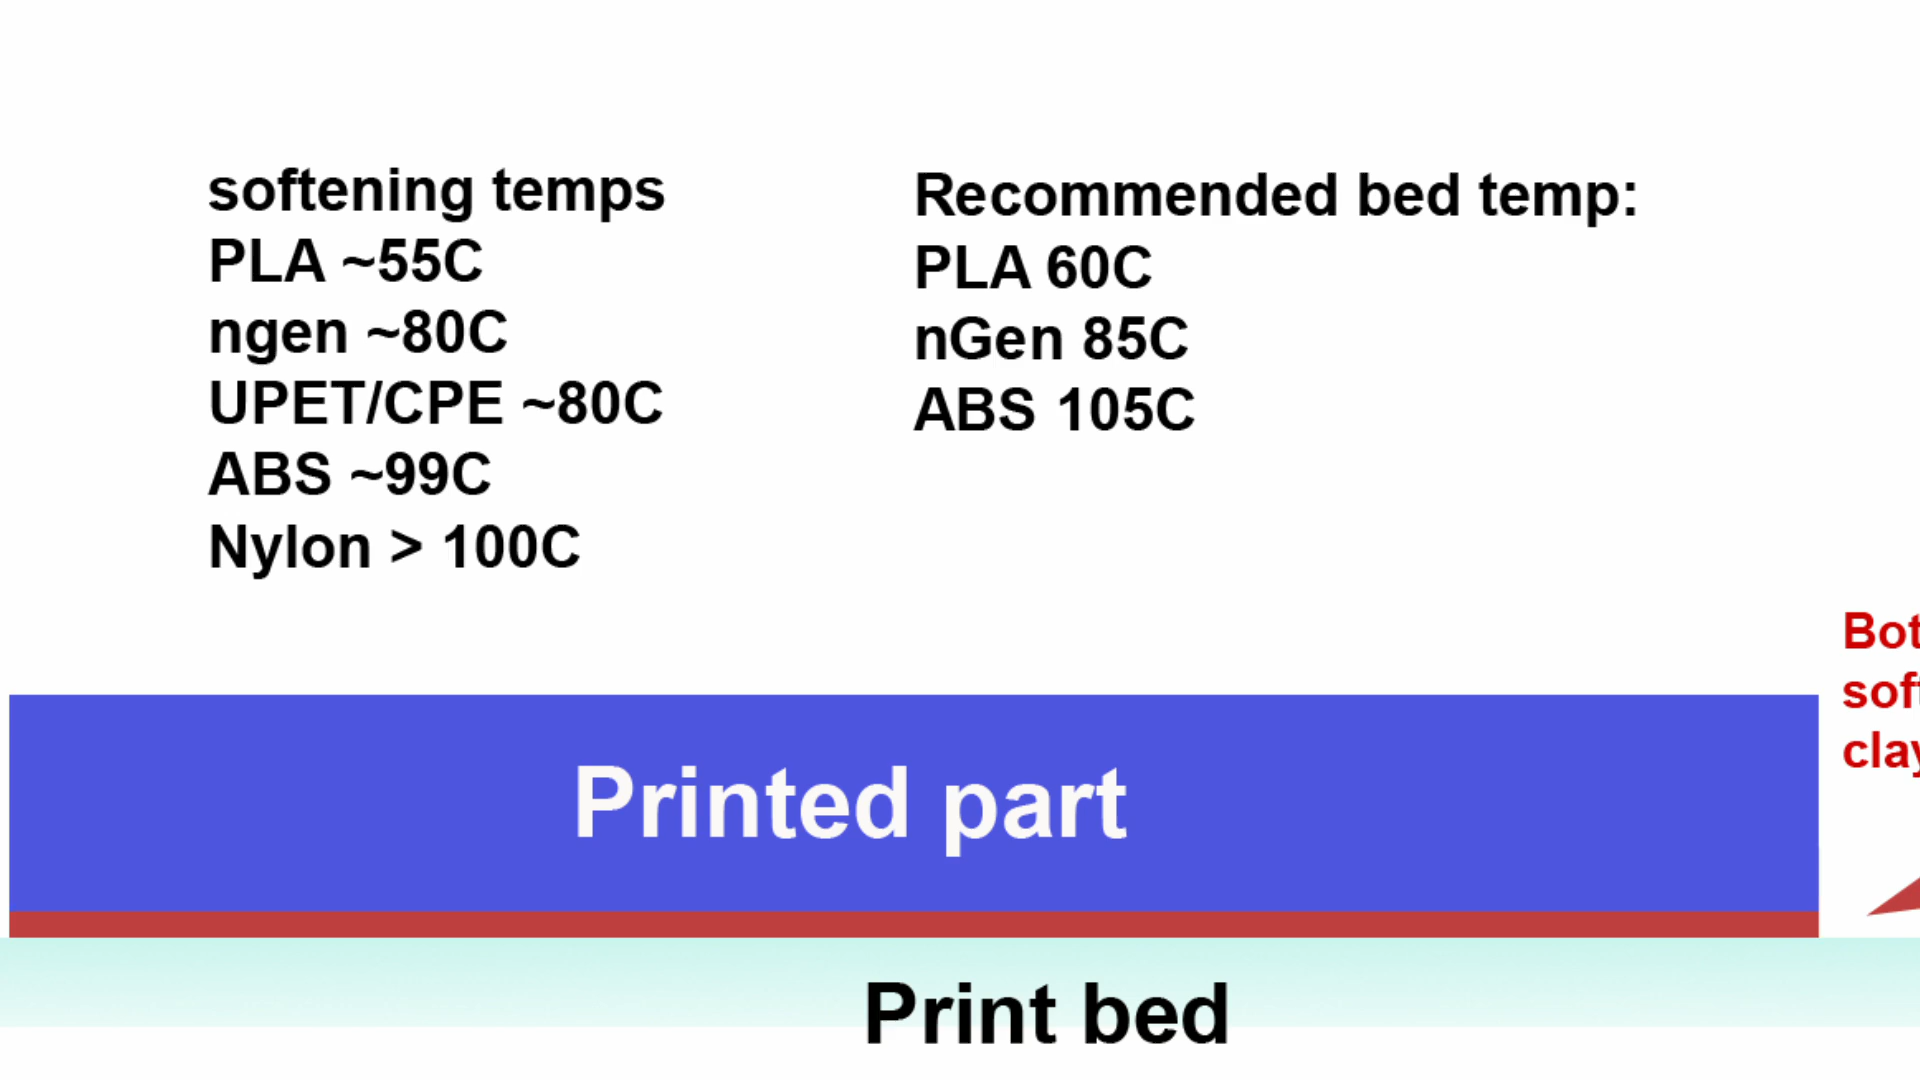 softening temps
PLA ~55C
ngen ~80C
UPET/CPE ~80C
ABS ~99C
Nylon > 100C
Recommended bed temp:
PLA 60C
nGen 85C
ABS 105C
Printed part
Print bed